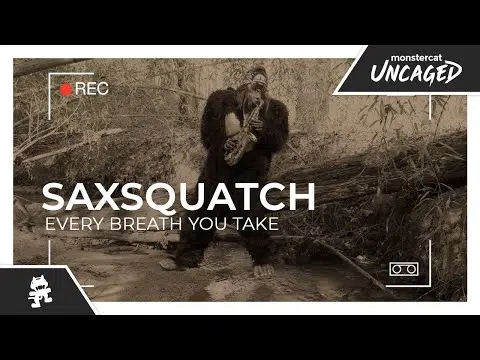 monstercat
UNCAGED
REC
SAXSQUATCH
EVERY BREATH YOU TAKE